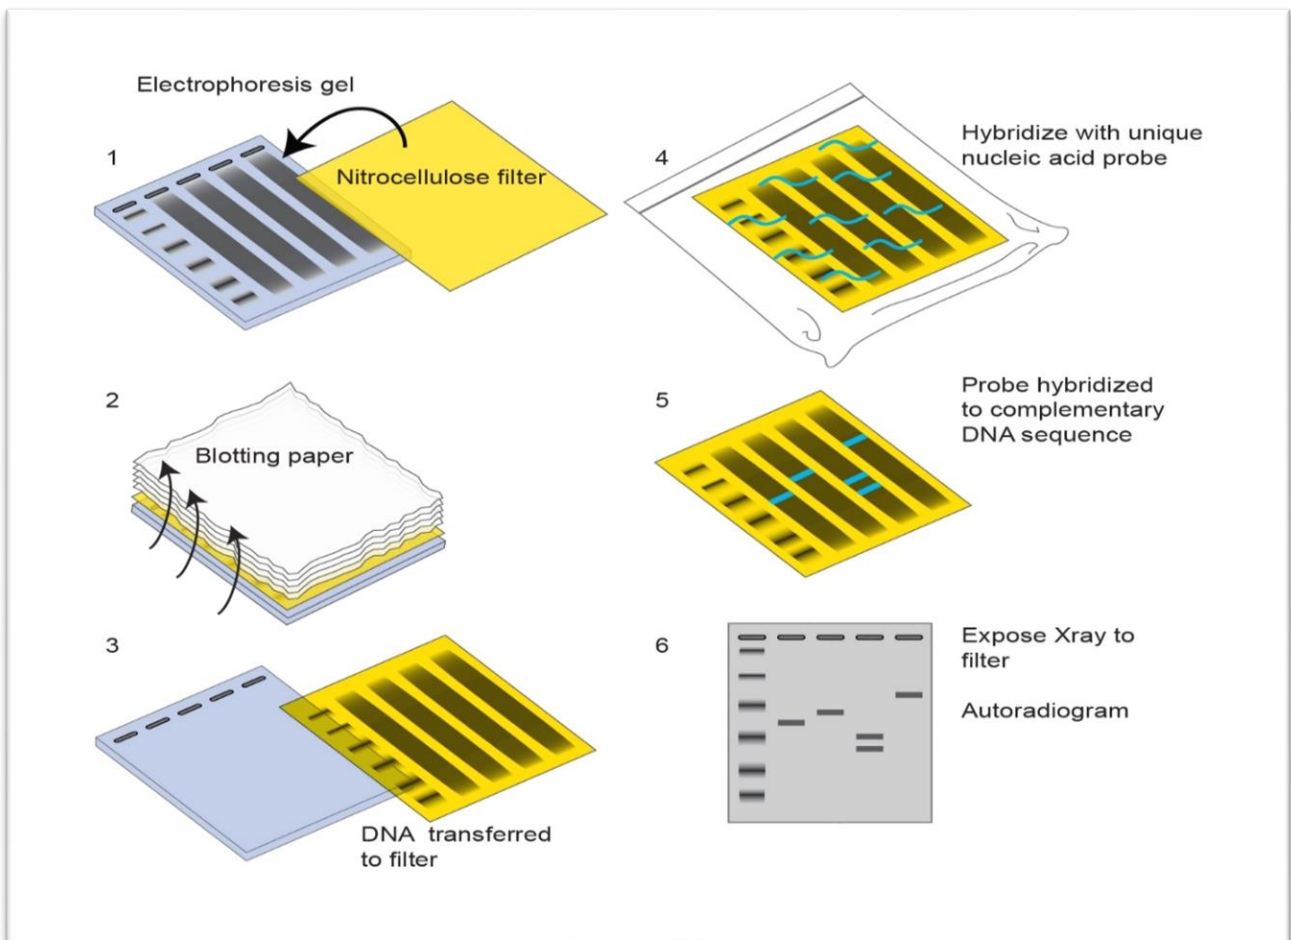 Electrophoresis gel
1
Nitrocellulose filter
2
Blotting paper
3
DNA transferred
to filter
4
Hybridize with unique
nucleic acid probe
5
Probe hybridized
to complementary
DNA sequence
6
Expose Xray to
filter
Autoradiogram